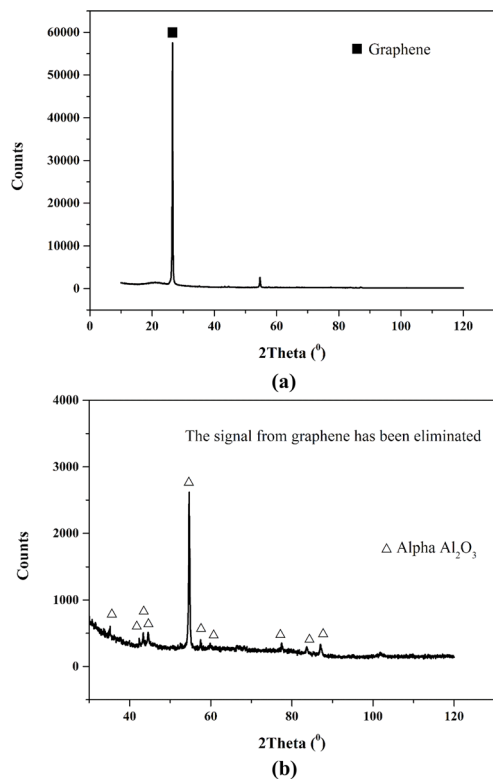 60000
■ Graphene
50000
40000
30000
20000
10000
0
Counts
0 20 40 60 80 100 120
2Theta (⁰)
(a)
4000
The signal from graphene has been eliminated
3000
△ Alpha Al₂O₃
2000
1000
0
Counts
40 60 80 100 120
2Theta (⁰)
(b)